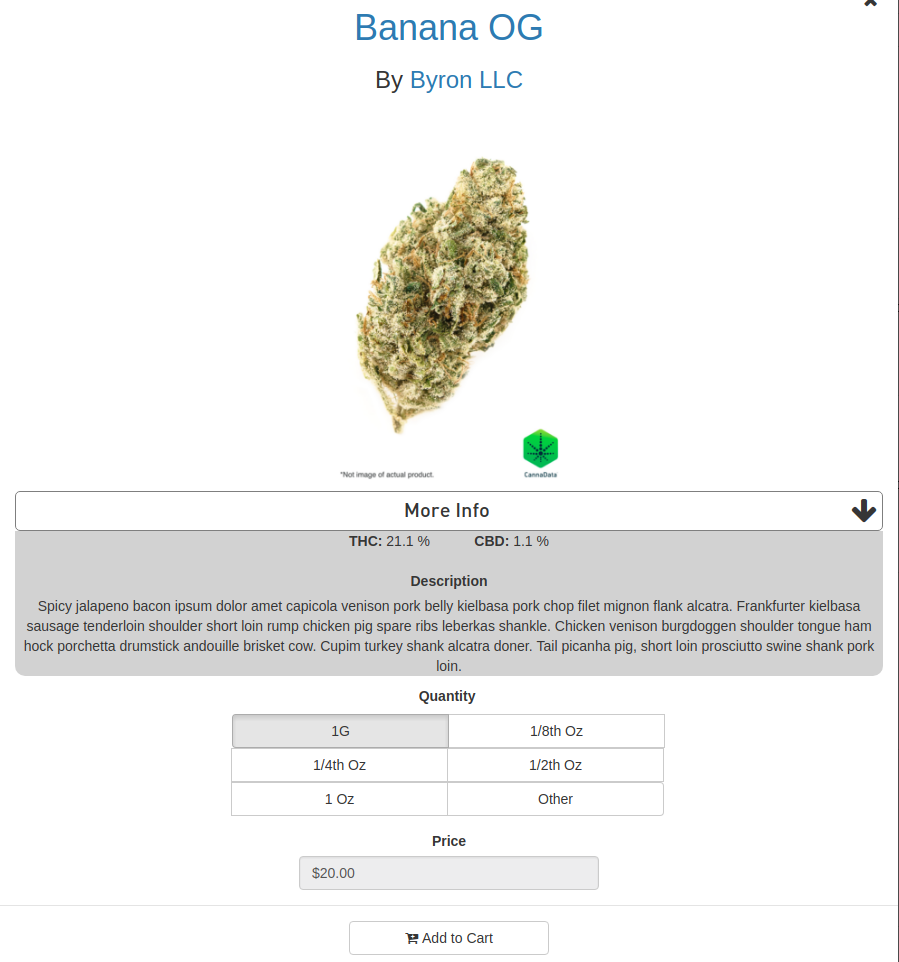 Banana OG
By Byron LLC
*Not image of actual product.
CannaData
More Info
THC: 21.1 % CBD: 1.1 %
Description
Spicy jalapeno bacon ipsum dolor amet capicola venison pork belly kielbasa pork chop filet mignon flank alcatra. Frankfurter kielbasa
sausage tenderloin shoulder short loin rump chicken pig spare ribs leberkas shankle. Chicken venison burgdoggen shoulder tongue ham
hock porchetta drumstick andouille brisket cow. Cupim turkey shank alcatra doner. Tail picanha pig, short loin prosciutto swine shank pork
loin.
Quantity
1G 1/8th Oz
1/4th Oz 1/2th Oz
1 Oz Other
Price
$20.00
Add to Cart